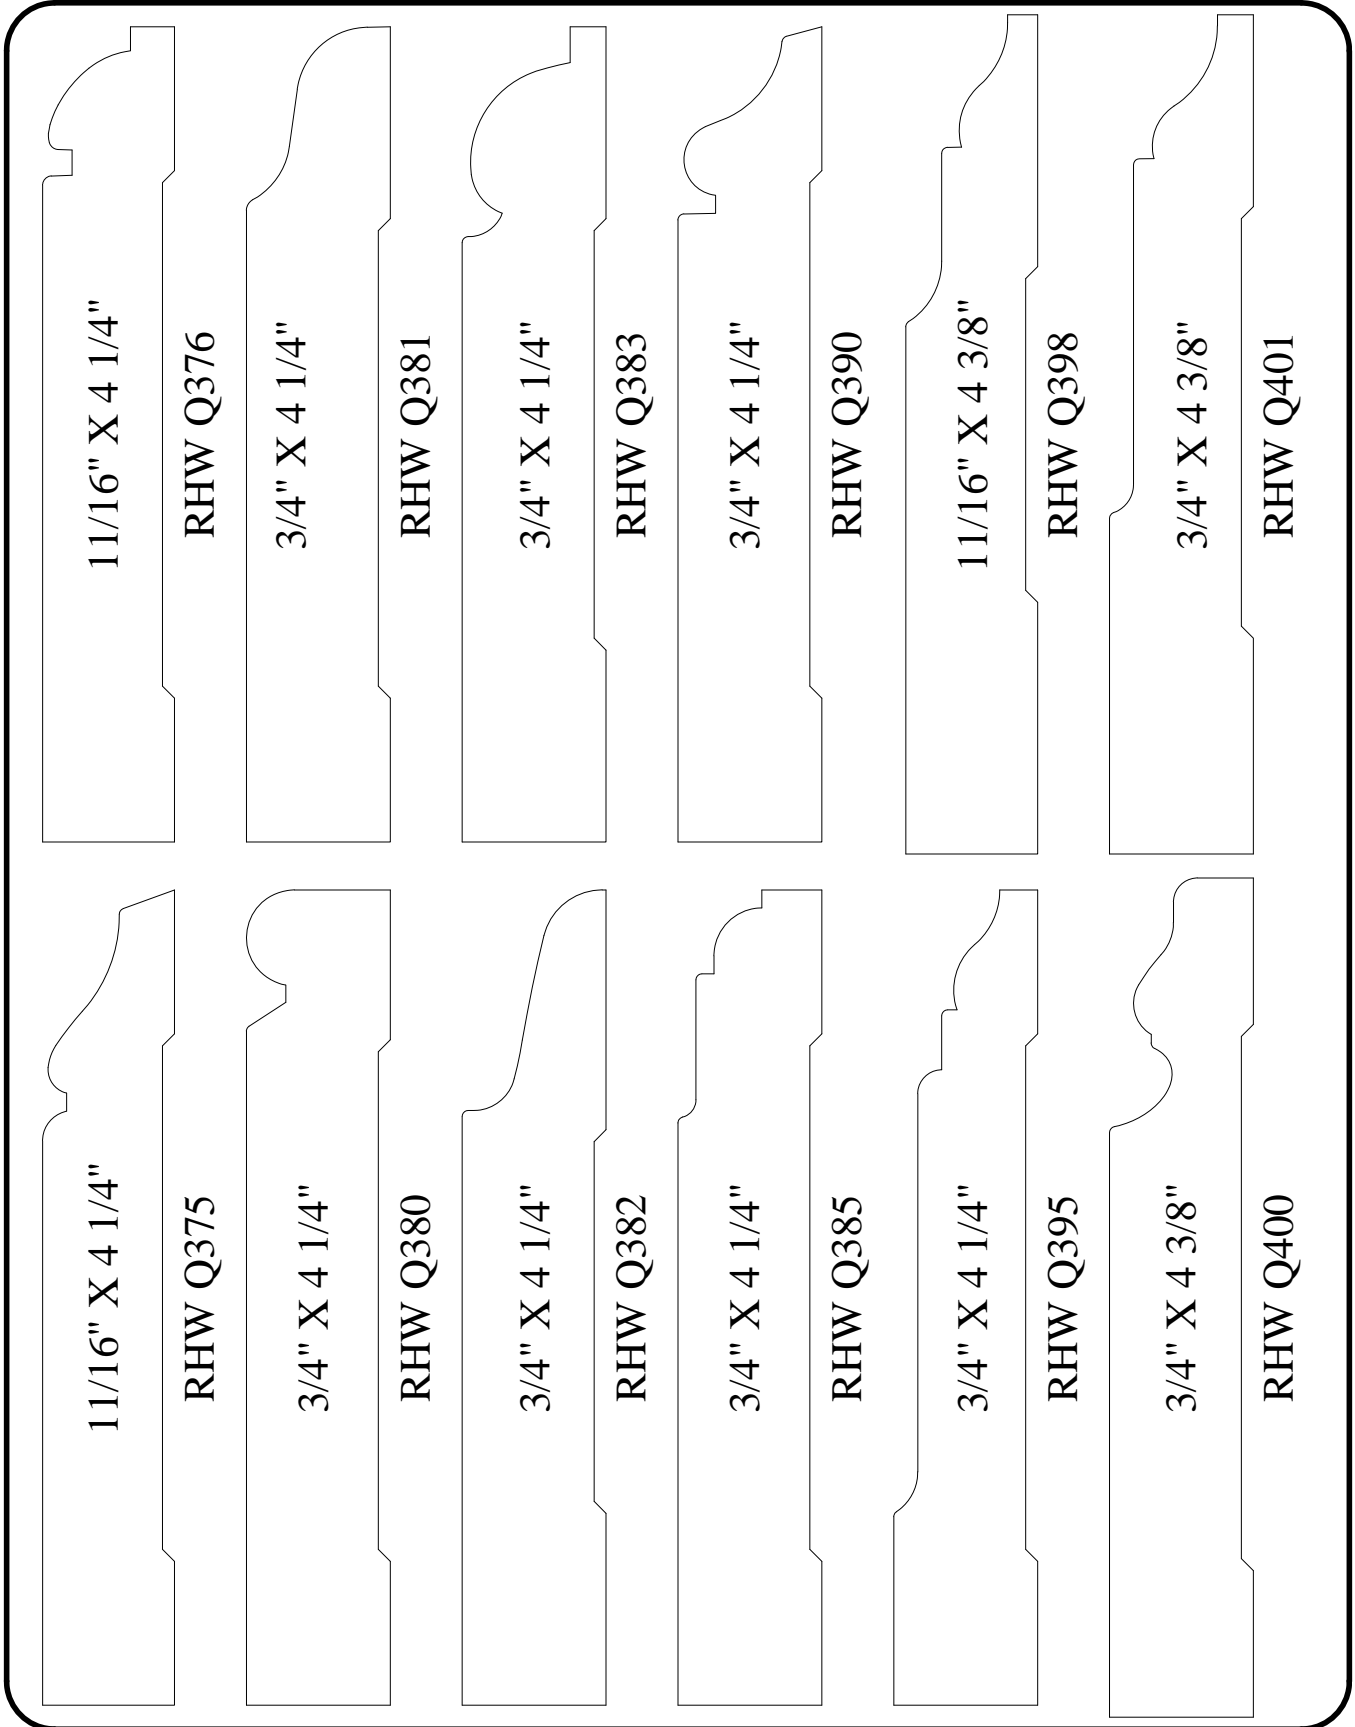 11/16" X 4 1/4"
RHW Q376
3/4" X 4 1/4"
RHW Q381
3/4" X 4 1/4"
RHW Q383
3/4" X 4 1/4"
RHW Q390
11/16" X 4 3/8"
RHW Q398
3/4" X 4 3/8"
RHW Q401
11/16" X 4 1/4"
RHW Q375
3/4" X 4 1/4"
RHW Q380
3/4" X 4 1/4"
RHW Q382
3/4" X 4 1/4"
RHW Q385
3/4" X 4 1/4"
RHW Q395
3/4" X 4 3/8"
RHW Q400